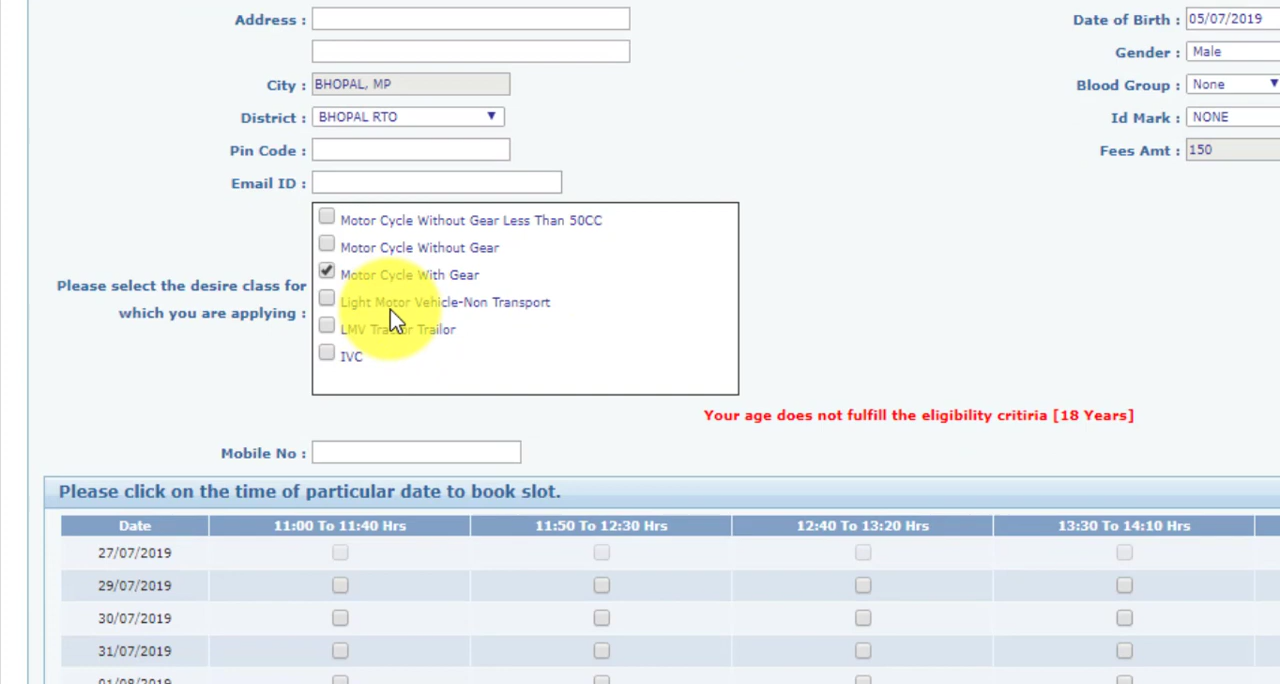 Address :
Date of Birth : 05/07/2019
Gender : Male
City : BHOPAL, MP
Blood Group : None
District : BHOPAL RTO
Id Mark : NONE
Pin Code :
Fees Amt : 150
Email ID :
Please select the desire class for
which you are applying :
Motor Cycle Without Gear Less Than 50CC
Motor Cycle Without Gear
Motor Cycle With Gear
Light Motor Vehicle-Non Transport
LMV Tractor Trailor
IVC
Your age does not fulfill the eligibility critiria [18 Years]
Mobile No :
Please click on the time of particular date to book slot.
Date 11:00 To 11:40 Hrs 11:50 To 12:30 Hrs 12:40 To 13:20 Hrs 13:30 To 14:10 Hrs
27/07/2019
29/07/2019
30/07/2019
31/07/2019
01/08/2019